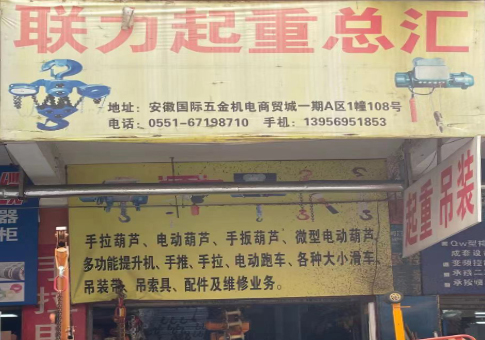 联力起重总汇
地址：安徽国际五金机电商贸城一期A区1幢108号
电话：0551-67198710 手机：13956951853
起重 吊装
手拉葫芦、电动葫芦、手扳葫芦、微型电动葫芦、
多功能提升机、手推、手拉、电动跑车、各种大小滑车、
吊装带、吊索具、配件及维修业务。
器
柜
手拉